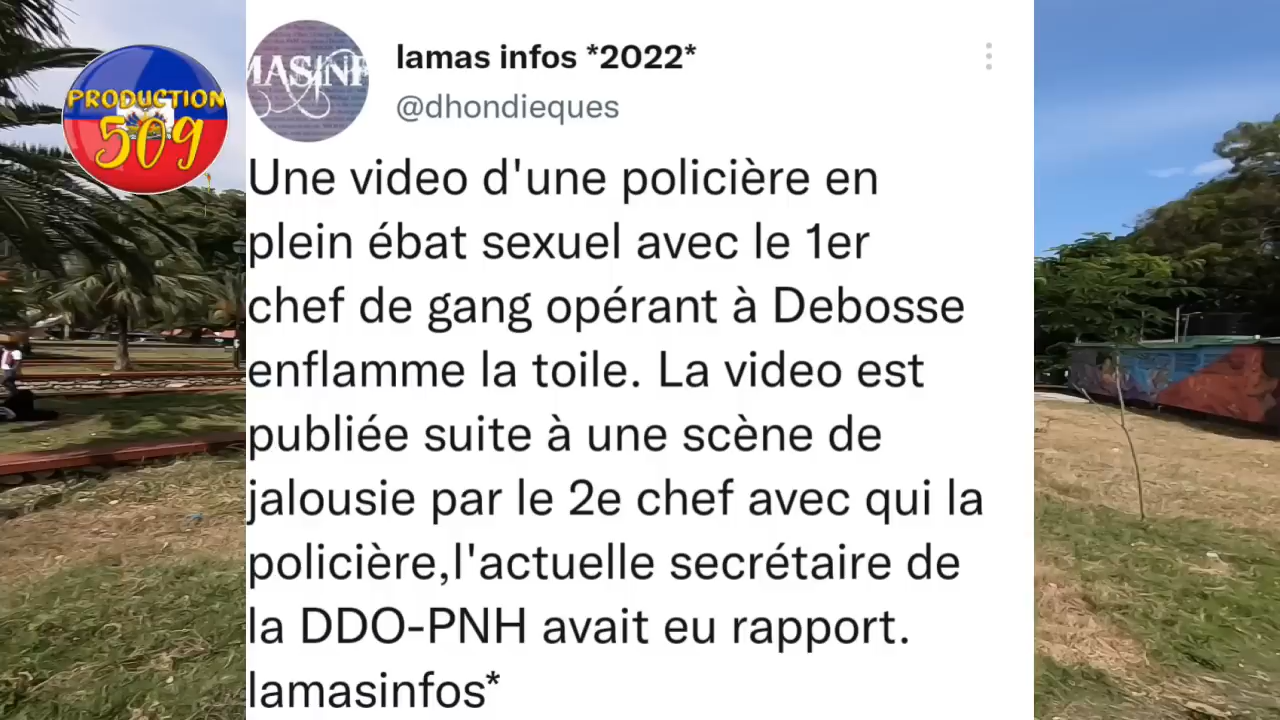 PRODUCTION
509
MASINF
lamas infos *2022*
@dhondieques
Une video d'une policière en
plein ébat sexuel avec le 1er
chef de gang opérant à Debosse
enflamme la toile. La video est
publiée suite à une scène de
jalousie par le 2e chef avec qui la
policière,l'actuelle secrétaire de
la DDO-PNH avait eu rapport.
lamasinfos*